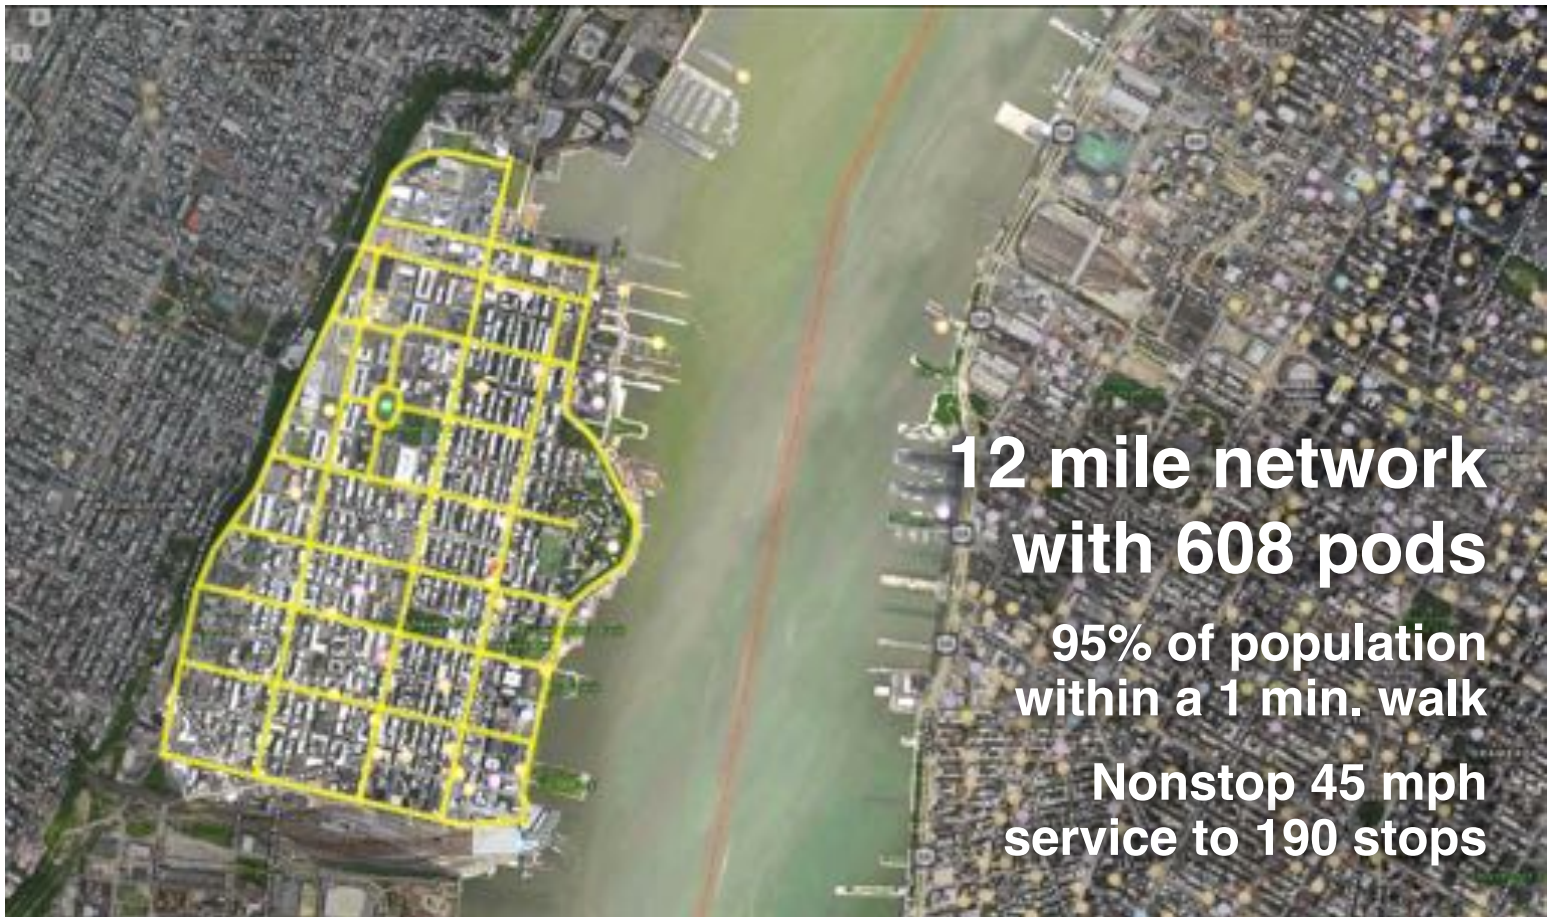 12 mile network
with 608 pods
95% of population
within a 1 min. walk
Nonstop 45 mph
service to 190 stops